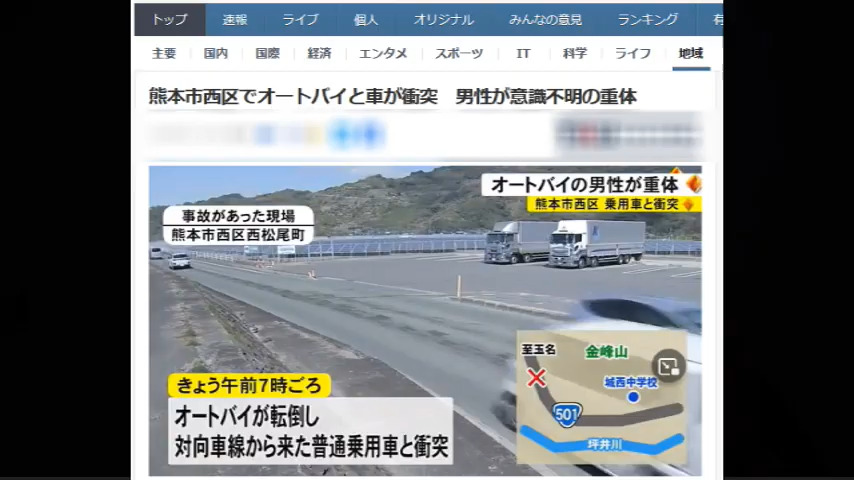 トップ 速報 ライブ 個人 オリジナル みんなの意見 ランキング 有
主要 国内 国際 経済 エンタメ スポーツ IT 科学 ライフ 地域
熊本市西区でオートバイと車が衝突 男性が意識不明の重体
オートバイの男性が重体
熊本市西区 乗用車と衝突
事故があった現場
熊本市西区西松尾町
至玉名
金峰山
城西中学校
501
坪井川
きょう午前7時ごろ
オートバイが転倒し
対向車線から来た普通乗用車と衝突